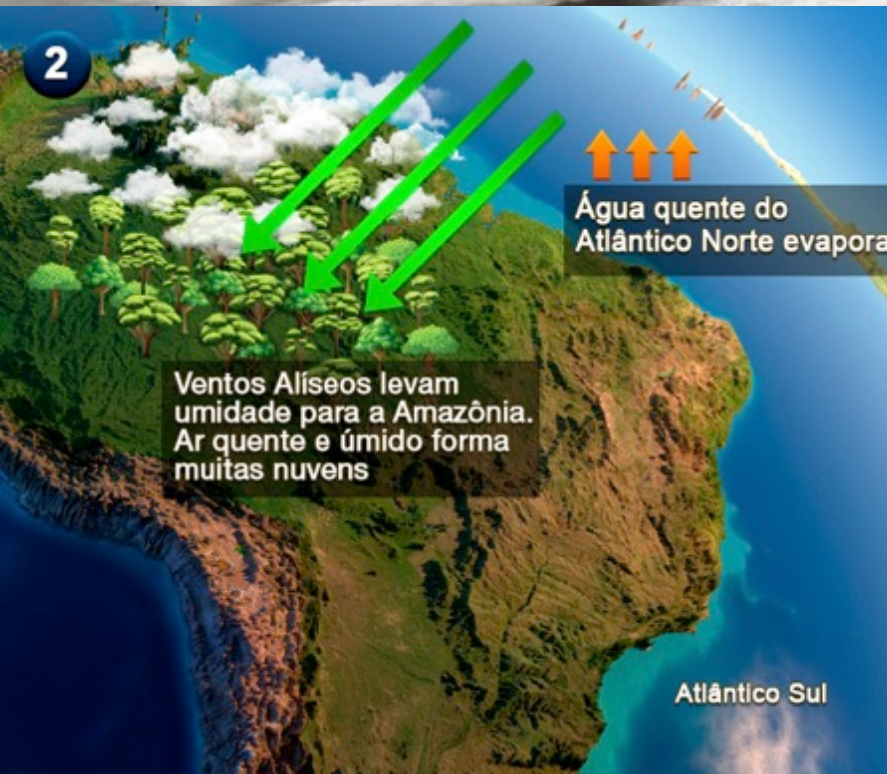 2
Água quente do
Atlântico Norte evapora
Ventos Alíseos levam
umidade para a Amazônia.
Ar quente e úmido forma
muitas nuvens
Atlântico Sul